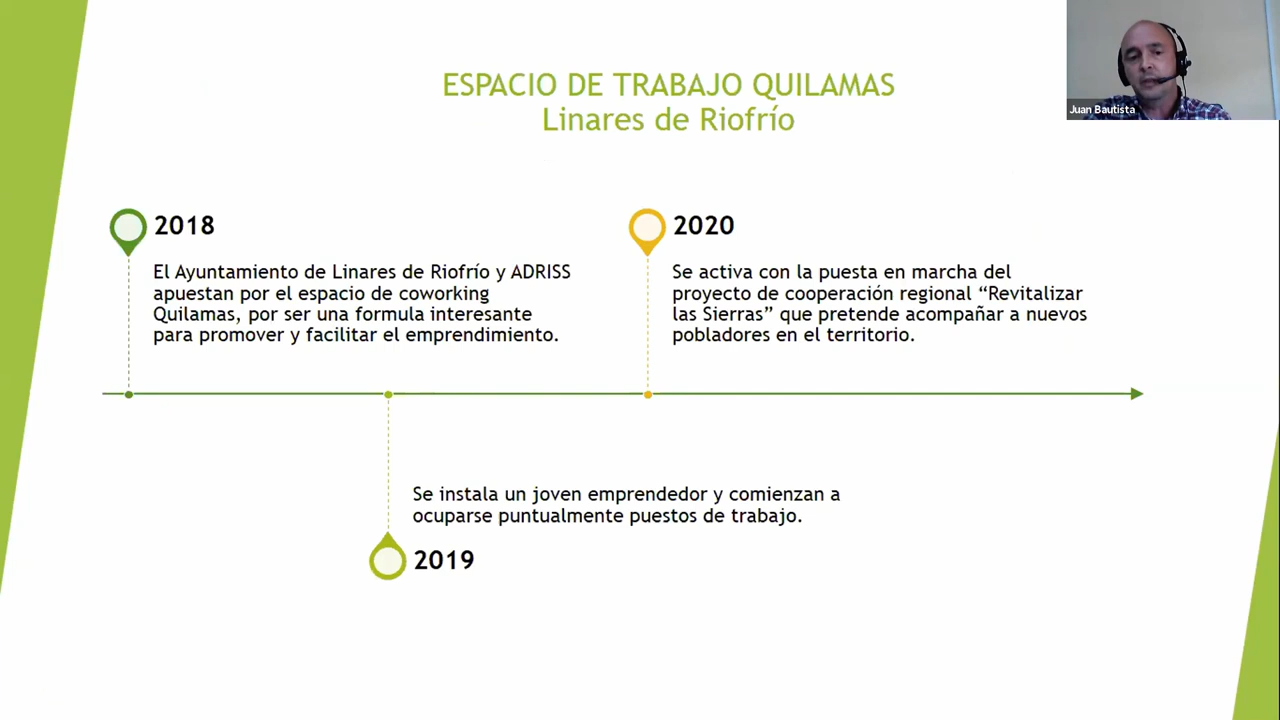 ESPACIO DE TRABAJO QUILAMAS
Linares de Riofrío
Juan Bautista
2018
El Ayuntamiento de Linares de Riofrío y ADRISS
apuestan por el espacio de coworking
Quilamas, por ser una formula interesante
para promover y facilitar el emprendimiento.
2020
Se activa con la puesta en marcha del
proyecto de cooperación regional “Revitalizar
las Sierras” que pretende acompañar a nuevos
pobladores en el territorio.
Se instala un joven emprendedor y comienzan a
ocuparse puntualmente puestos de trabajo.
2019